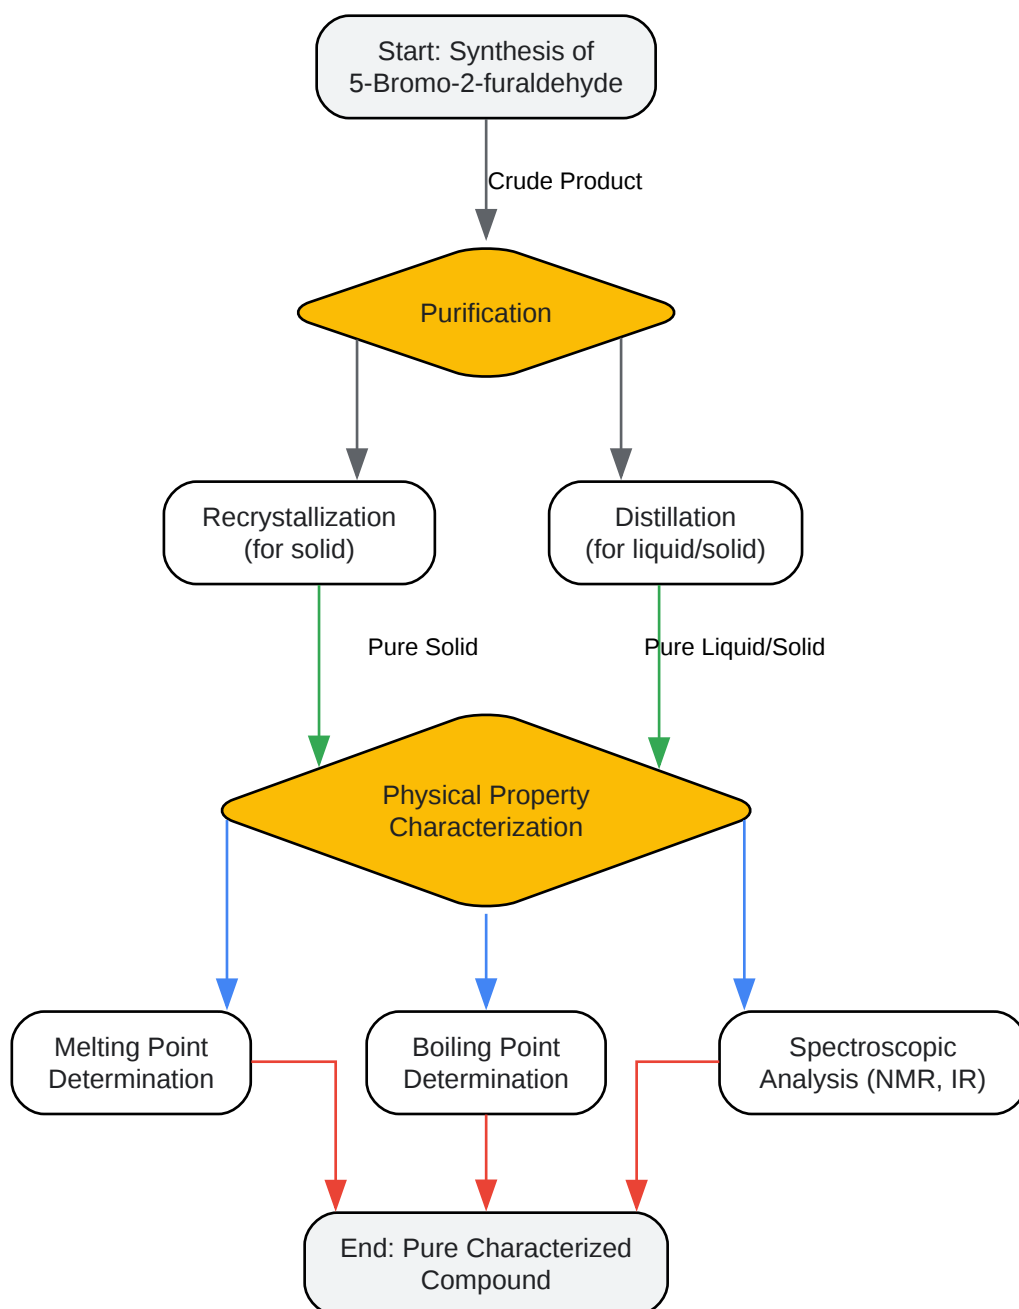 Start: Synthesis of
5-Bromo-2-furaldehyde
Crude Product
Purification
Recrystallization
(for solid)
Distillation
(for liquid/solid)
Pure Solid
Pure Liquid/Solid
Physical Property
Characterization
Melting Point
Determination
Boiling Point
Determination
Spectroscopic
Analysis (NMR, IR)
End: Pure Characterized
Compound